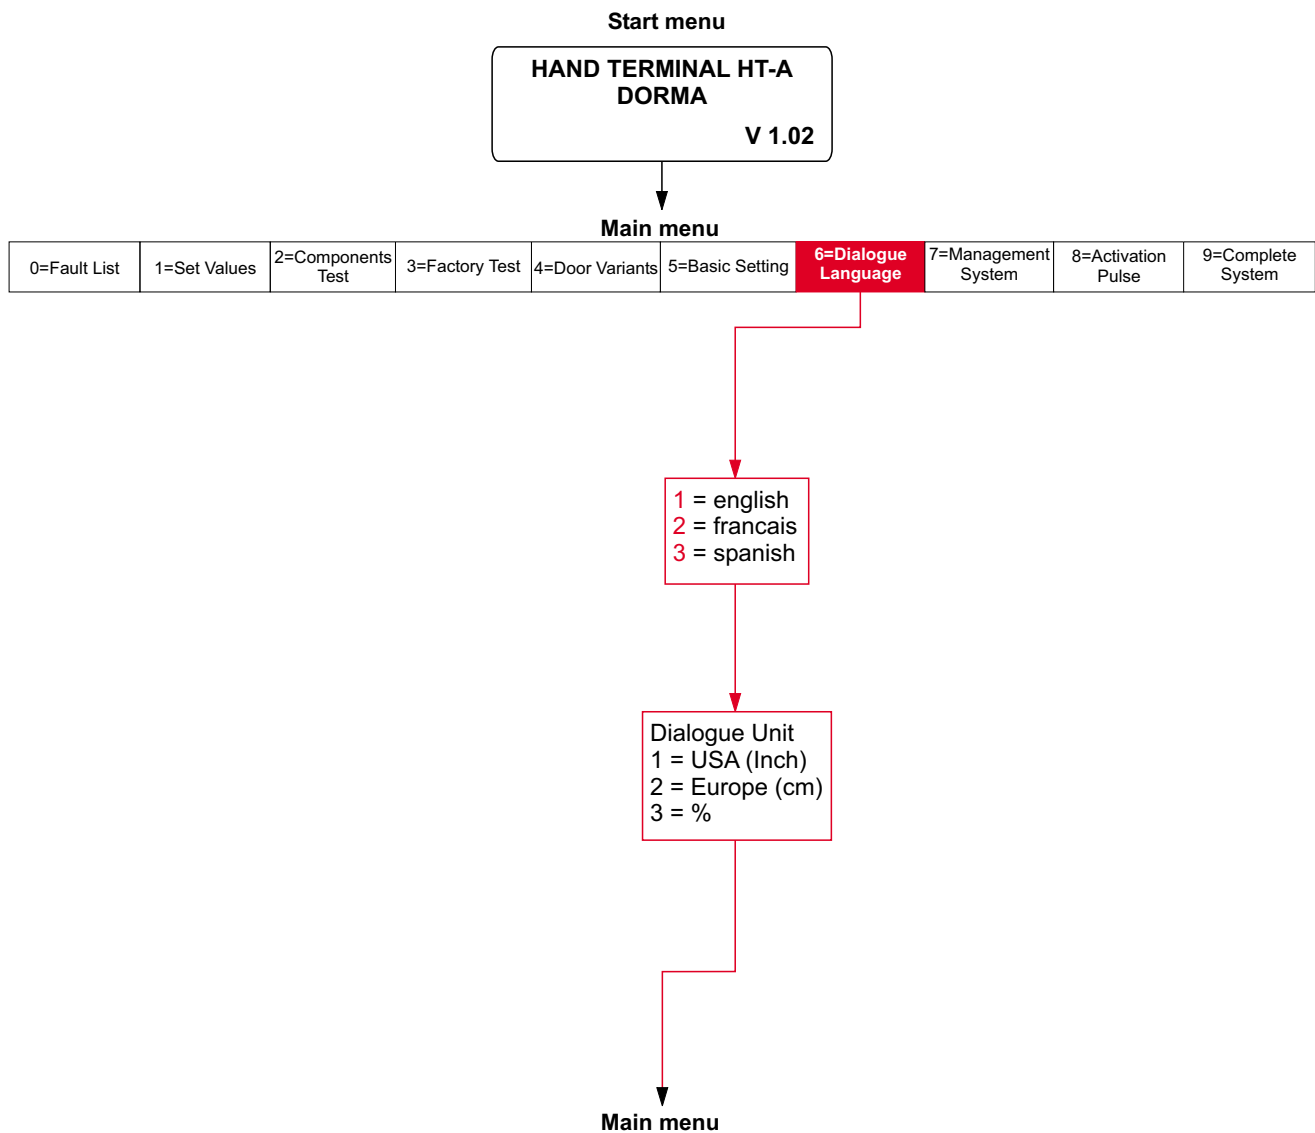 Start menu
HAND TERMINAL HT-A
DORMA
V 1.02
Main menu
0=Fault List
1=Set Values
2=Components
Test
3=Factory Test
4=Door Variants
5=Basic Setting
6=Dialogue
Language
7=Management
System
8=Activation
Pulse
9=Complete
System
1 = english
2 = francais
3 = spanish
Dialogue Unit
1 = USA (Inch)
2 = Europe (cm)
3 = %
Main menu